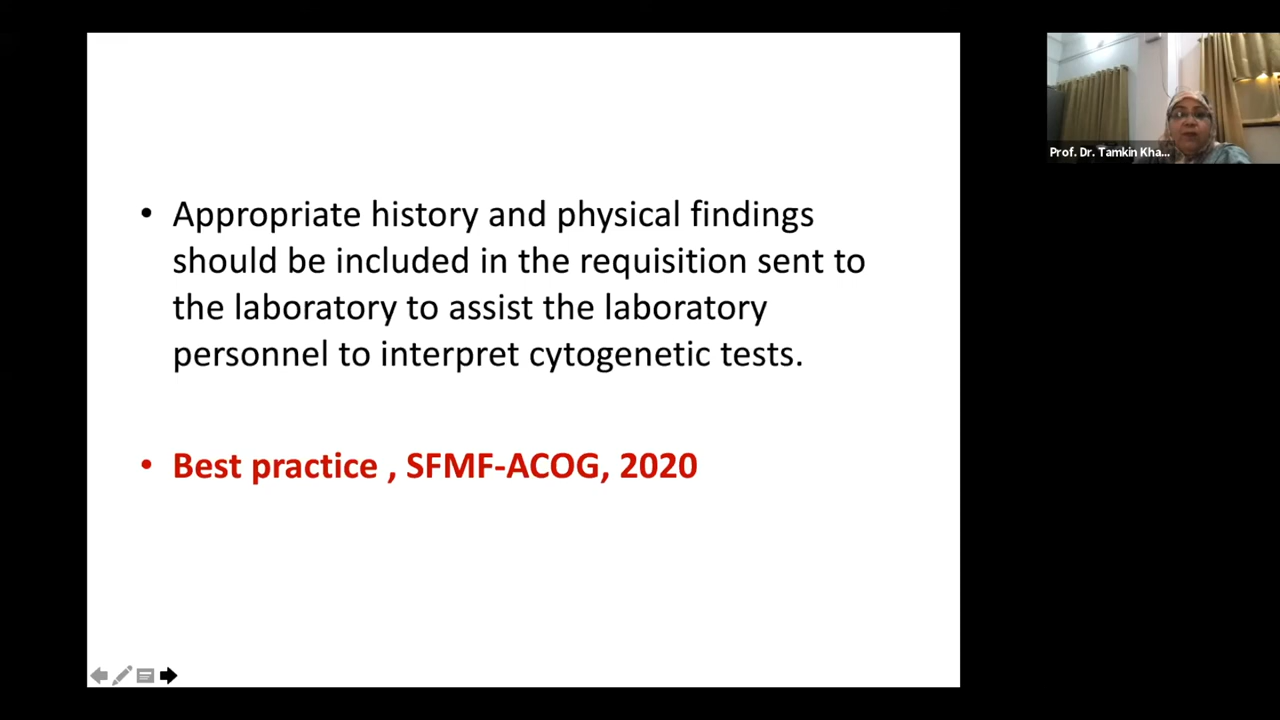 • Appropriate history and physical findings
should be included in the requisition sent to
the laboratory to assist the laboratory
personnel to interpret cytogenetic tests.
• Best practice , SFMF-ACOG, 2020
Prof. Dr. Tamkin Kha...